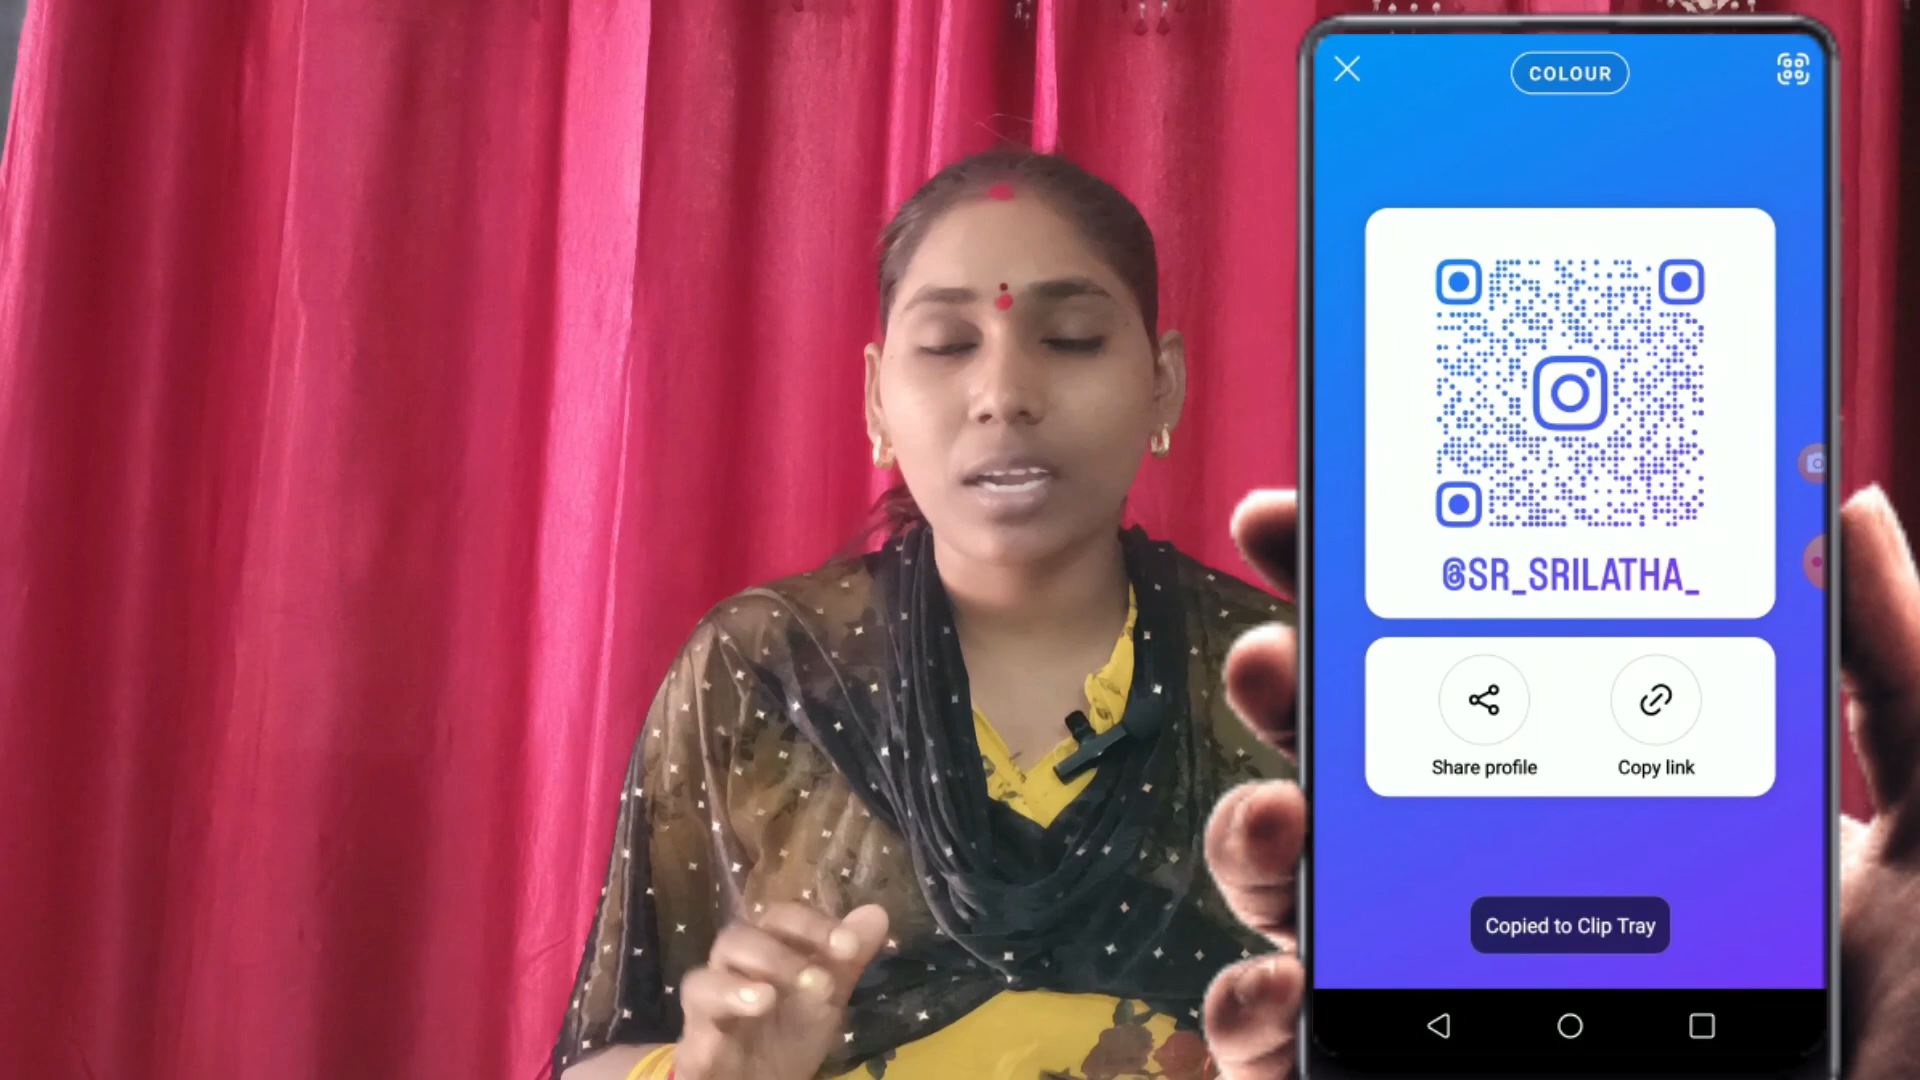 COLOUR
@SR_SRILATHA_
Share profile
Copy link
Copied to Clip Tray